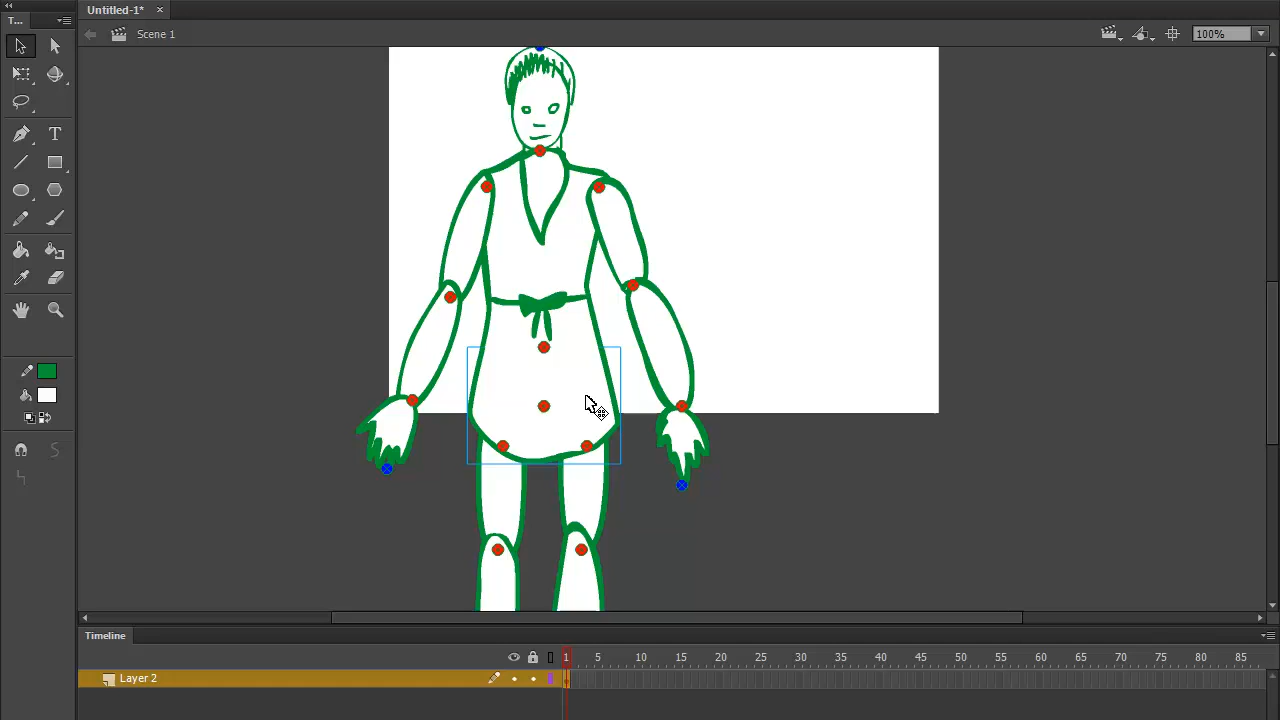 Untitled-1* ×
T...
Scene 1
100%
T
S
Timeline
1 5 10 15 20 25 30 35 40 45 50 55 60 65 70 75 80 85
Layer 2